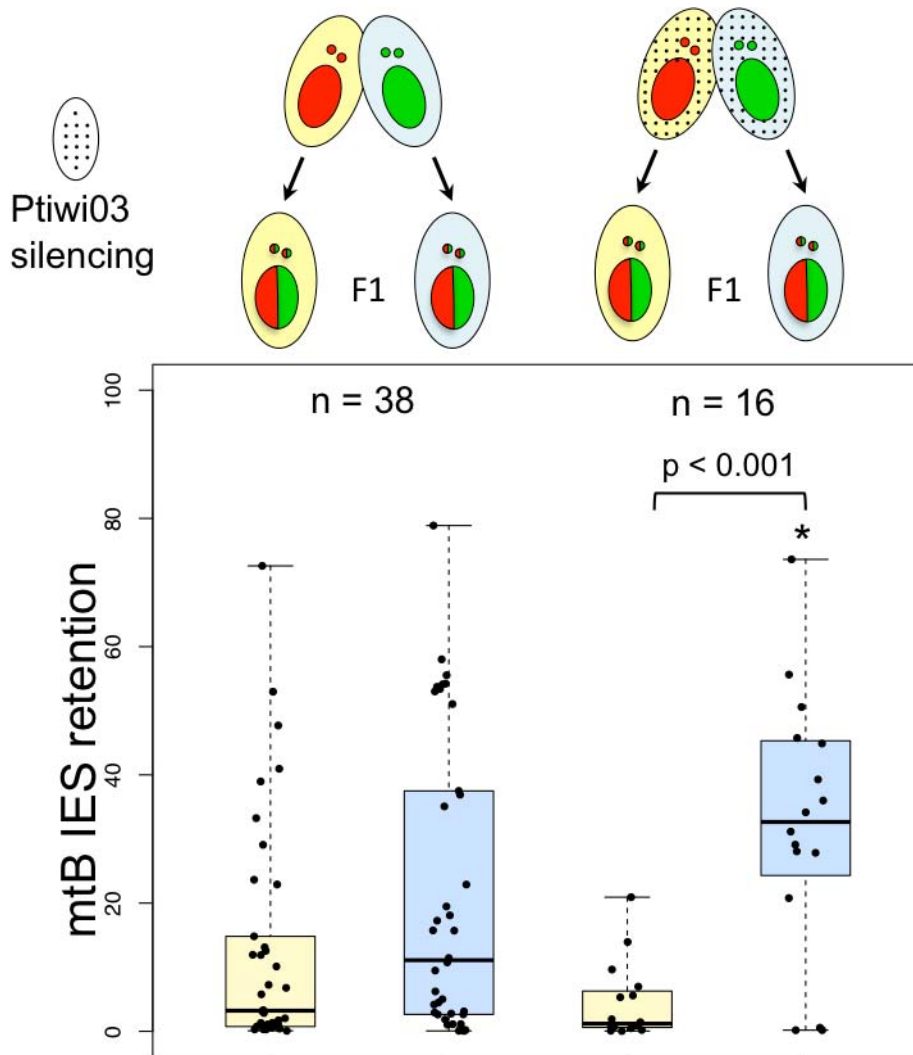 Ptiwi03
silencing
F1
F1
n = 38
n = 16
p < 0.001
*
mtB IES retention
100
80
60
40
20
0